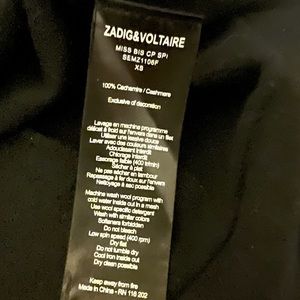 ZADIG&VOLTAIRE
MISS BIS CP SPI
SEMZ1106F
XS
100% Cachemire / Cashmere
Exclusive of decoration
Lavage en machine programme
délicat à froid sur l'envers dans un filet
Utiliser une lessive douce
Lavage avec des couleurs similaires
Adoucissant interdit
Chlorage interdit
Essorage faible (400 tr/min)
Sécher à plat
Ne pas sécher en tambour
Repassage à fer doux sur l'envers
Nettoyage à sec possible
Machine wash wool program with
cold water inside out in a mesh
Use wool specific detergent
Wash with similar colors
Softeners forbidden
Do not bleach
Low spin speed (400 rpm)
Dry flat
Do not tumble dry
Cool iron inside out
Dry clean possible
Keep away from fire
Made in China - RN 116 202